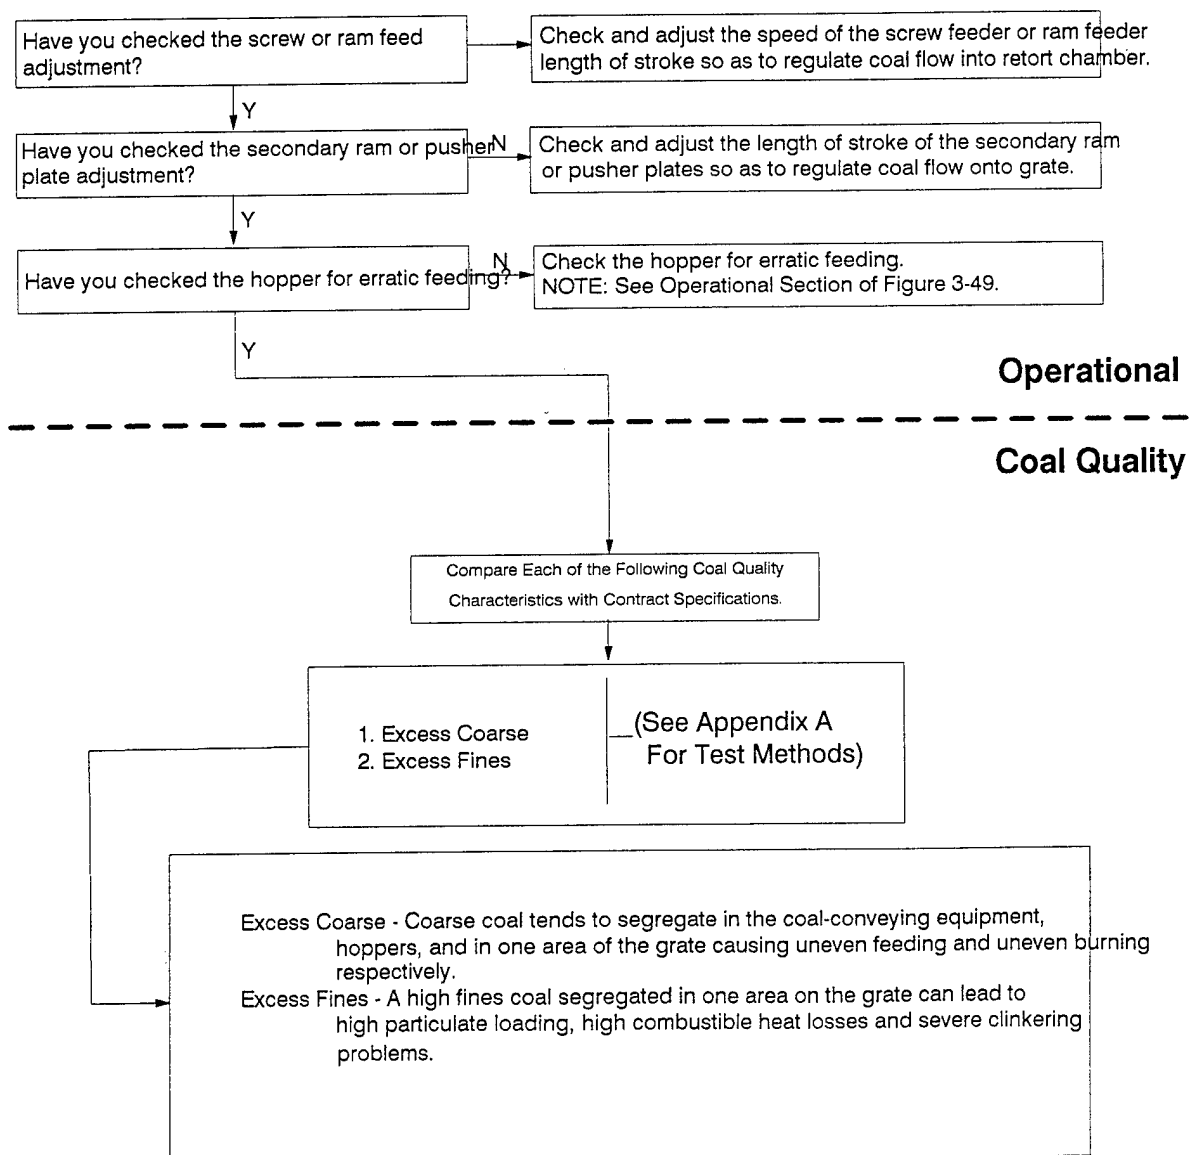 Have you checked the screw or ram feed
adjustment?
Check and adjust the speed of the screw feeder or ram feeder
length of stroke so as to regulate coal flow into retort chamber.
Y
Have you checked the secondary ram or pusher
plate adjustment?
N
Check and adjust the length of stroke of the secondary ram
or pusher plates so as to regulate coal flow onto grate.
Y
Have you checked the hopper for erratic feeding?
N
Check the hopper for erratic feeding.
NOTE: See Operational Section of Figure 3-49.
Y
Operational
Coal Quality
Compare Each of the Following Coal Quality
Characteristics with Contract Specifications.
1. Excess Coarse
2. Excess Fines
(See Appendix A
For Test Methods)
Excess Coarse - Coarse coal tends to segregate in the coal-conveying equipment,
hoppers, and in one area of the grate causing uneven feeding and uneven burning
respectively.
Excess Fines - A high fines coal segregated in one area on the grate can lead to
high particulate loading, high combustible heat losses and severe clinkering
problems.